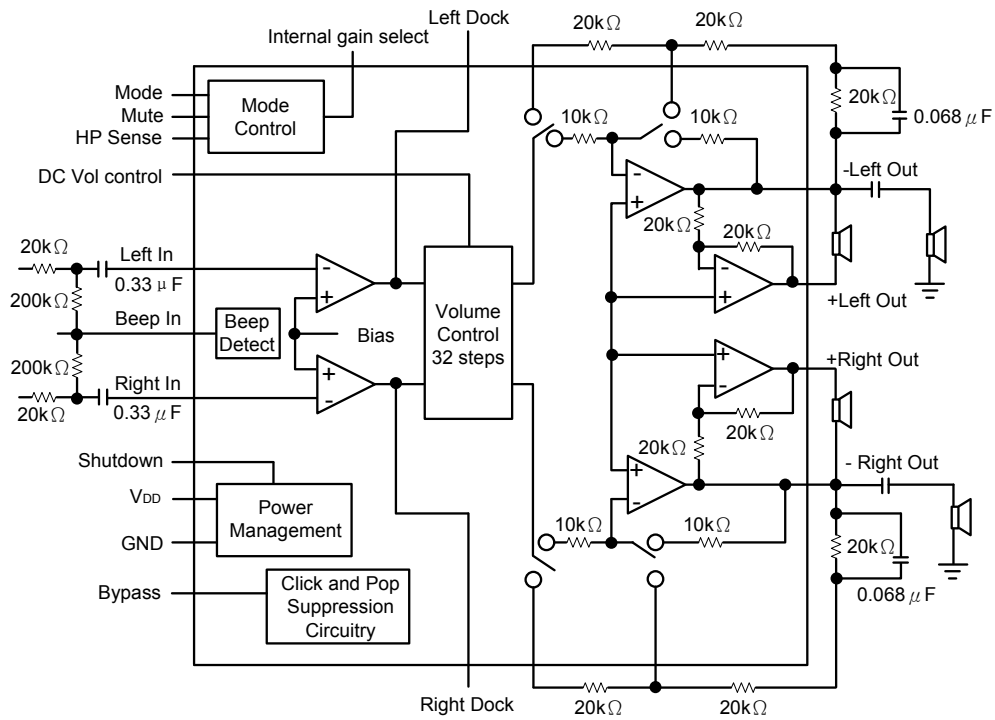 Left Dock
Internal gain select
20kΩ
20kΩ
Mode
Mute
HP Sense
Mode
Control
10kΩ
10kΩ
20kΩ
0.068 μF
DC Vol control
-
+
-Left Out
20kΩ
20kΩ
20kΩ
Left In
0.33 μF
-
+
-
+
+Left Out
200kΩ
Beep In
Beep
Detect
Bias
Volume
Control
32 steps
200kΩ
Right In
20kΩ
0.33 μF
+
-
+
-
+Right Out
20kΩ
20kΩ
Shutdown
VDD
GND
Power
Management
+
-
- Right Out
10kΩ
10kΩ
20kΩ
0.068 μF
Bypass
Click and Pop
Suppression
Circuitry
Right Dock
20kΩ
20kΩ